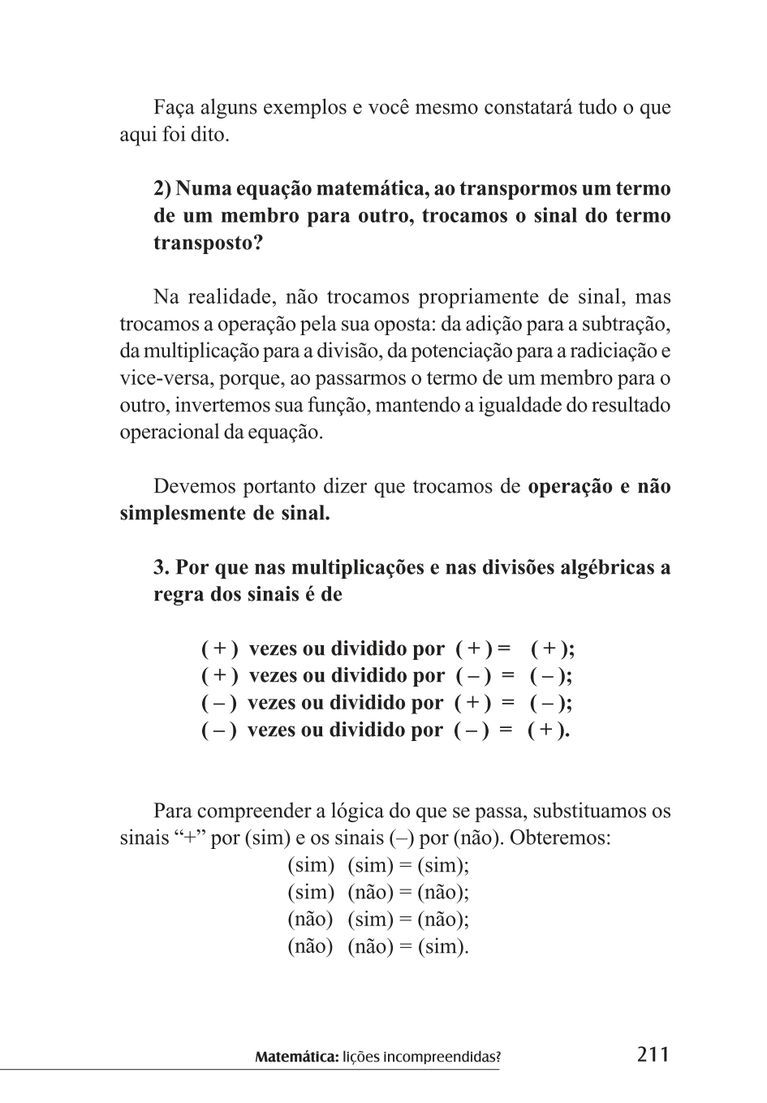 Faça alguns exemplos e você mesmo constatará tudo o que
aqui foi dito.
2) Numa equação matemática, ao transpormos um termo
de um membro para outro, trocamos o sinal do termo
transposto?
Na realidade, não trocamos propriamente de sinal, mas
trocamos a operação pela sua oposta: da adição para a subtração,
da multiplicação para a divisão, da potenciação para a radiciação e
vice-versa, porque, ao passarmos o termo de um membro para o
outro, invertemos sua função, mantendo a igualdade do resultado
operacional da equação.
Devemos portanto dizer que trocamos de operação e não
simplesmente de sinal.
3. Por que nas multiplicações e nas divisões algébricas a
regra dos sinais é de
( + ) vezes ou dividido por ( + ) = ( + );
( + ) vezes ou dividido por ( – ) = ( – );
( – ) vezes ou dividido por ( + ) = ( – );
( – ) vezes ou dividido por ( – ) = ( + ).
Para compreender a lógica do que se passa, substituamos os
sinais “+” por (sim) e os sinais (–) por (não). Obteremos:
(sim) (sim) = (sim);
(sim) (não) = (não);
(não) (sim) = (não);
(não) (não) = (sim).
Matemática: lições incompreendidas? 211